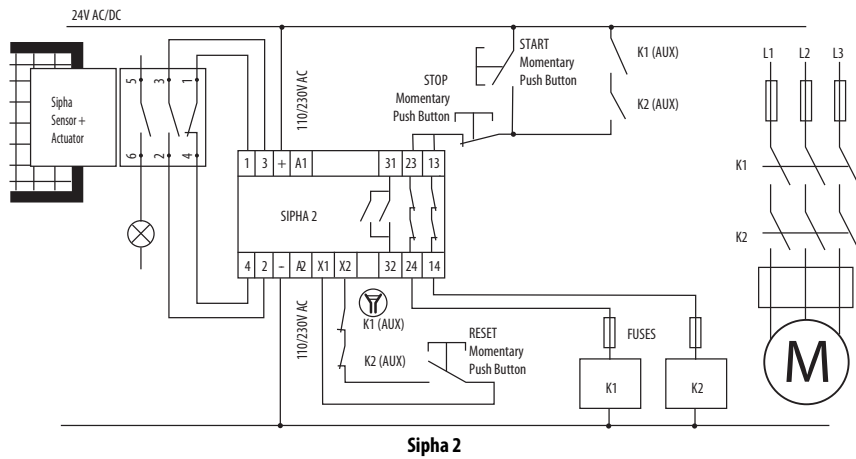 24V AC/DC
START
Momentary
Push Button
K1 (AUX)
K2 (AUX)
L1 L2 L3
STOP
Momentary
Push Button
110/230V AC
5 3 1
Sipha
Sensor +
Actuator
6 2 4
1 3 + A1 31 23 13
SIPHA 2
4 2 – A2 X1 X2 32 24 14
K1
K2
110/230V AC
K1 (AUX)
K2 (AUX)
RESET
Momentary
Push Button
FUSES
K1 K2
M
Sipha 2